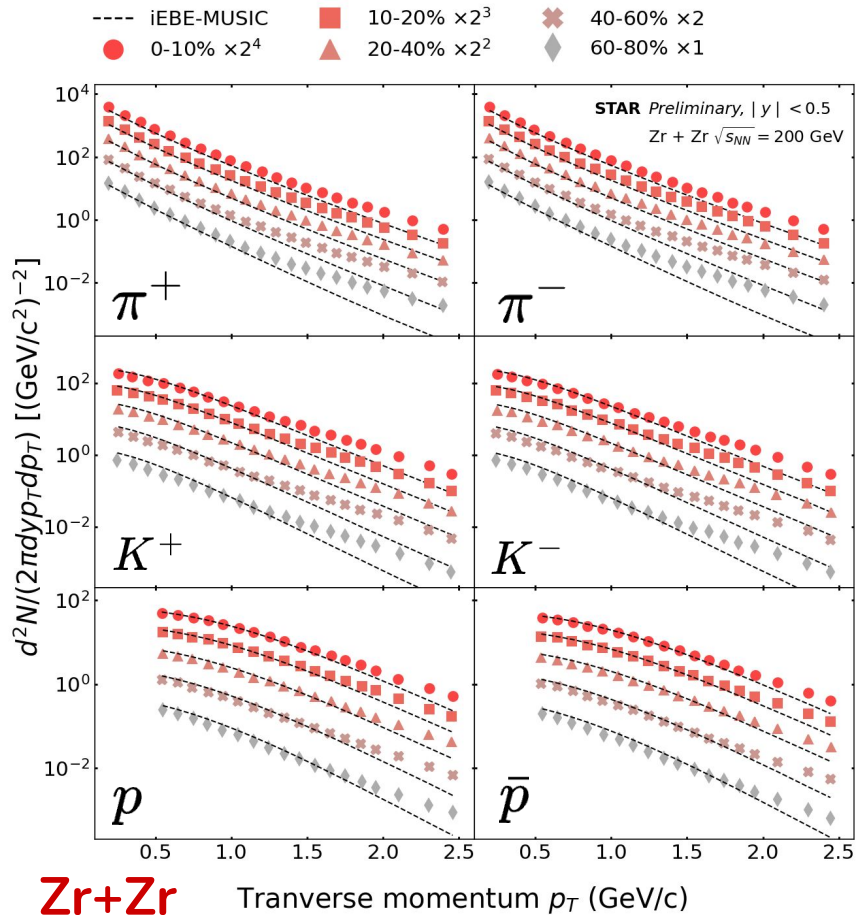 iEBE-MUSIC
0-10% ×2⁴
10-20% ×2³
20-40% ×2²
40-60% ×2
60-80% ×1
d²N/(2πdyp_Tdp_T) [(GeV/c²)⁻²]
10⁴
10²
10⁰
10⁻²
π⁺
STAR Preliminary, | y | < 0.5
Zr + Zr √s_NN = 200 GeV
π⁻
10²
10⁰
10⁻²
K⁺
K⁻
10²
10⁰
10⁻²
p
p̄
0.5 1.0 1.5 2.0 2.5
0.5 1.0 1.5 2.0 2.5
Zr+Zr
Tranverse momentum p_T (GeV/c)